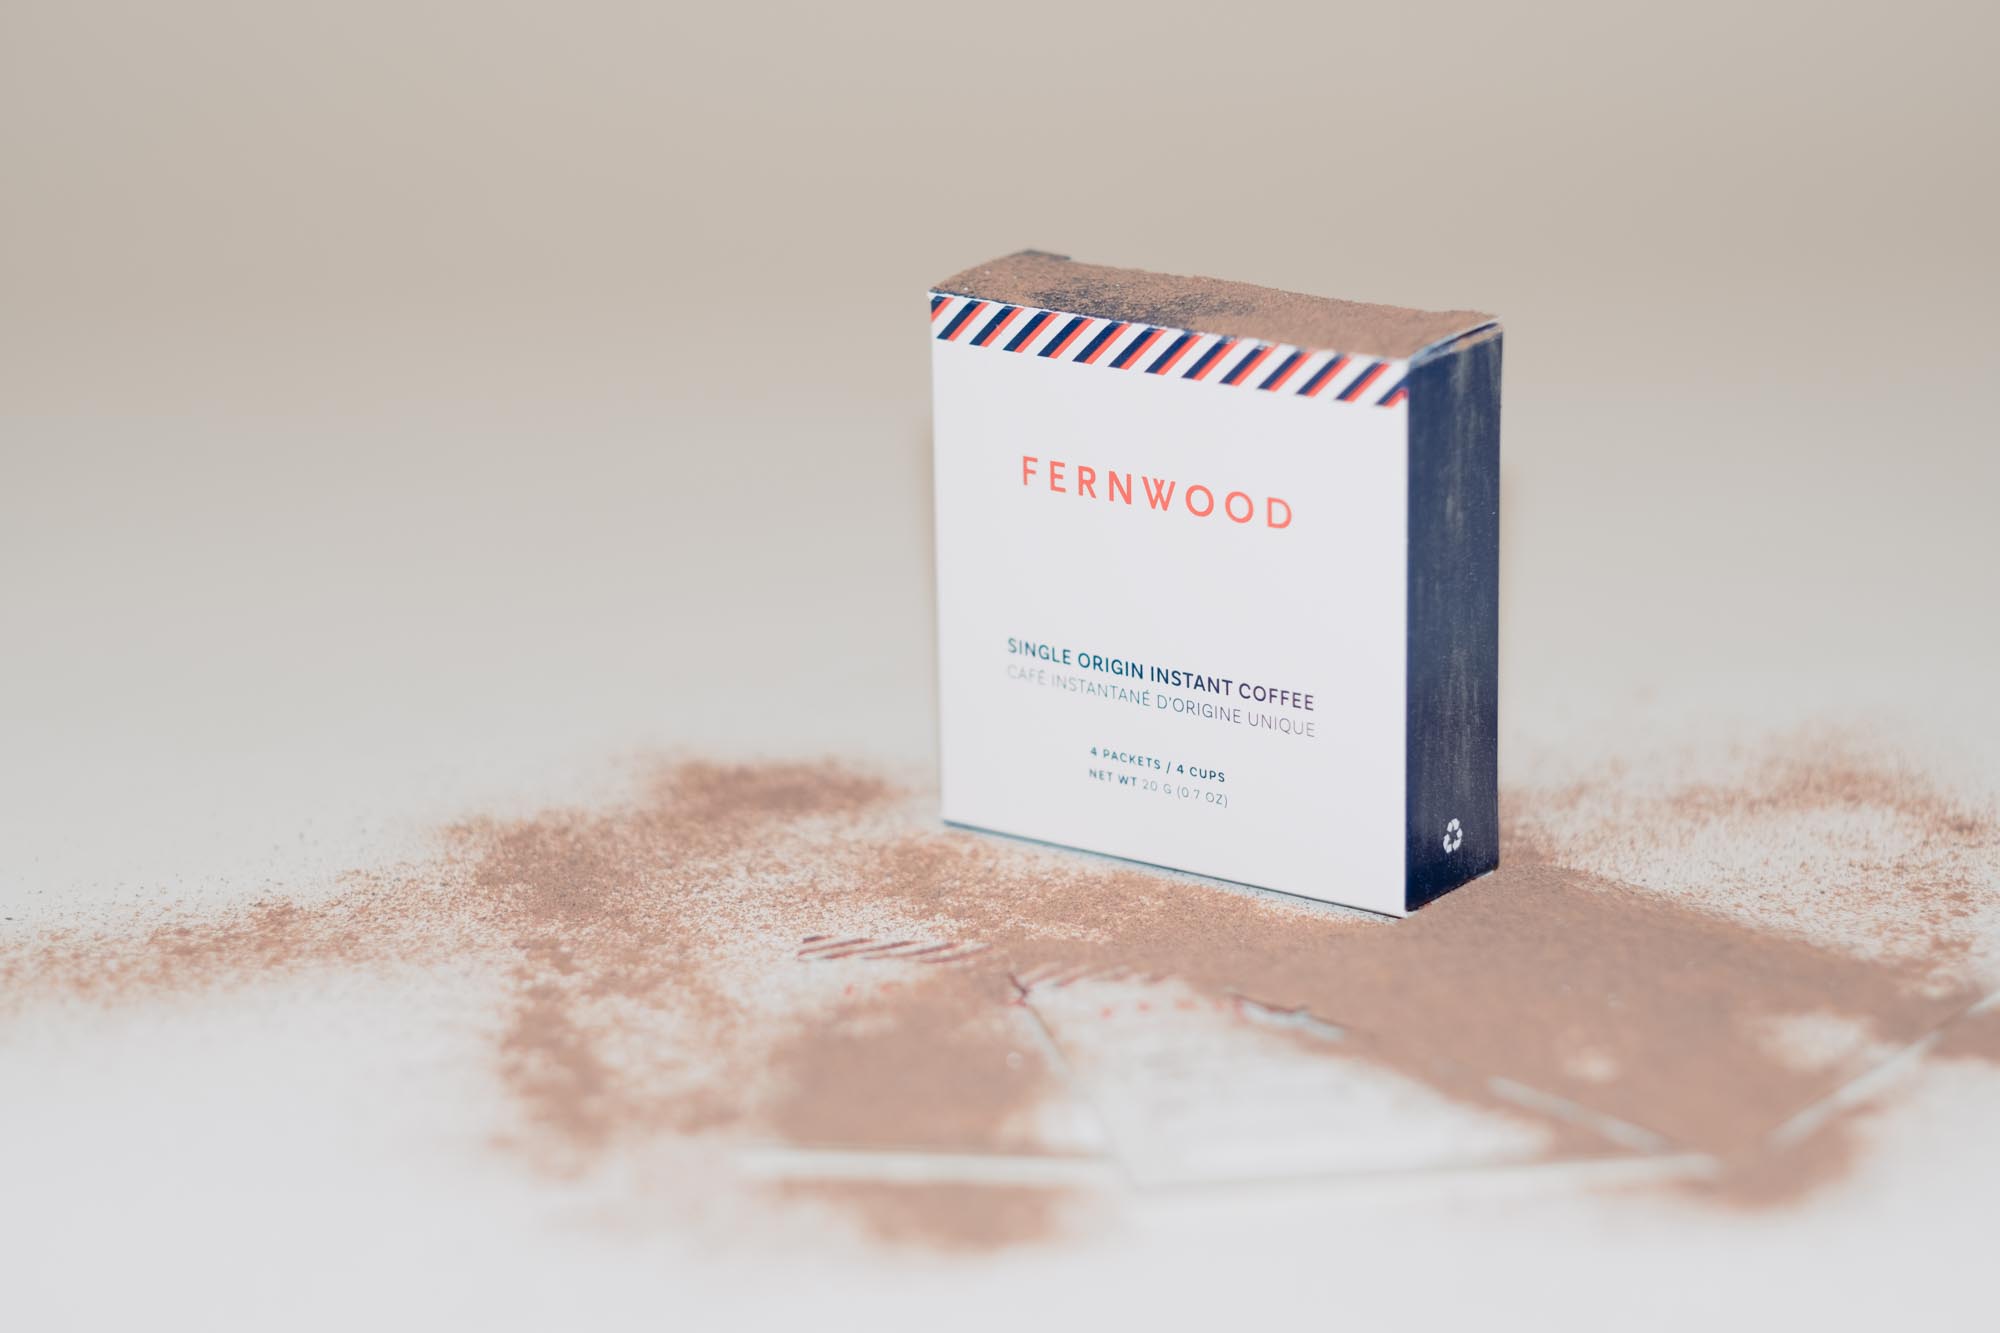 FERNWOOD
SINGLE ORIGIN INSTANT COFFEE
CAFÉ INSTANTANÉ D'ORIGINE UNIQUE
4 PACKETS / 4 CUPS
NET WT 20 G (0.7 OZ)